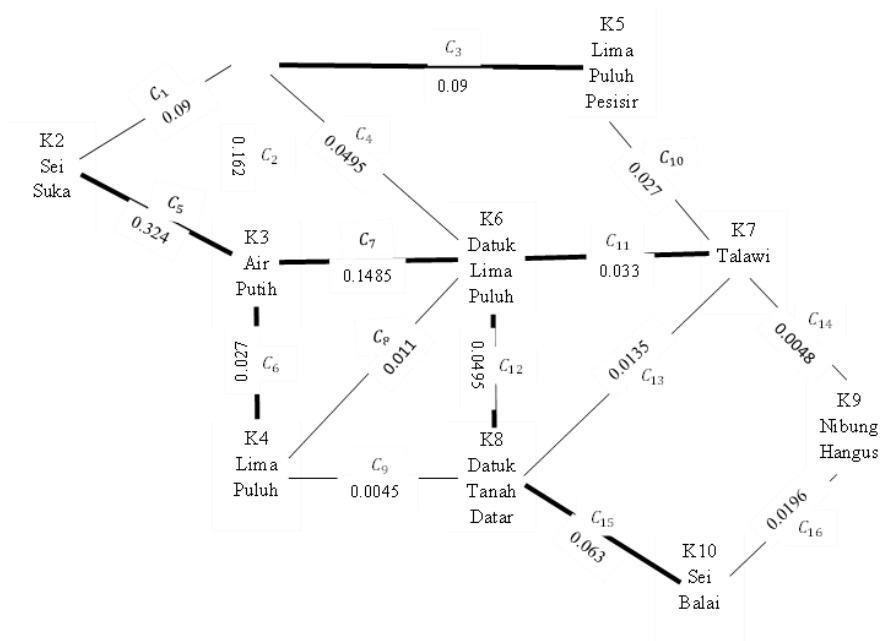 K5
Lima
Puluh
Pesisir
C₃
0.09
C₁
0.09
K2
Sei
Suka
0.162
C₂
C₄
0.0495
C₁₀
0.027
C₅
0.324
K3
Air
Putih
C₇
0.1485
K6
Datuk
Lima
Puluh
C₁₁
0.033
K7
Talawi
C₈
0.011
0.027
C₆
0.0495
C₁₂
0.0135
C₁₃
C₁₄
0.0048
K9
Nibung
Hangus
K4
Lima
Puluh
C₉
0.0045
K8
Datuk
Tanah
Datar
C₁₅
0.063
0.0196
C₁₆
K10
Sei
Balai